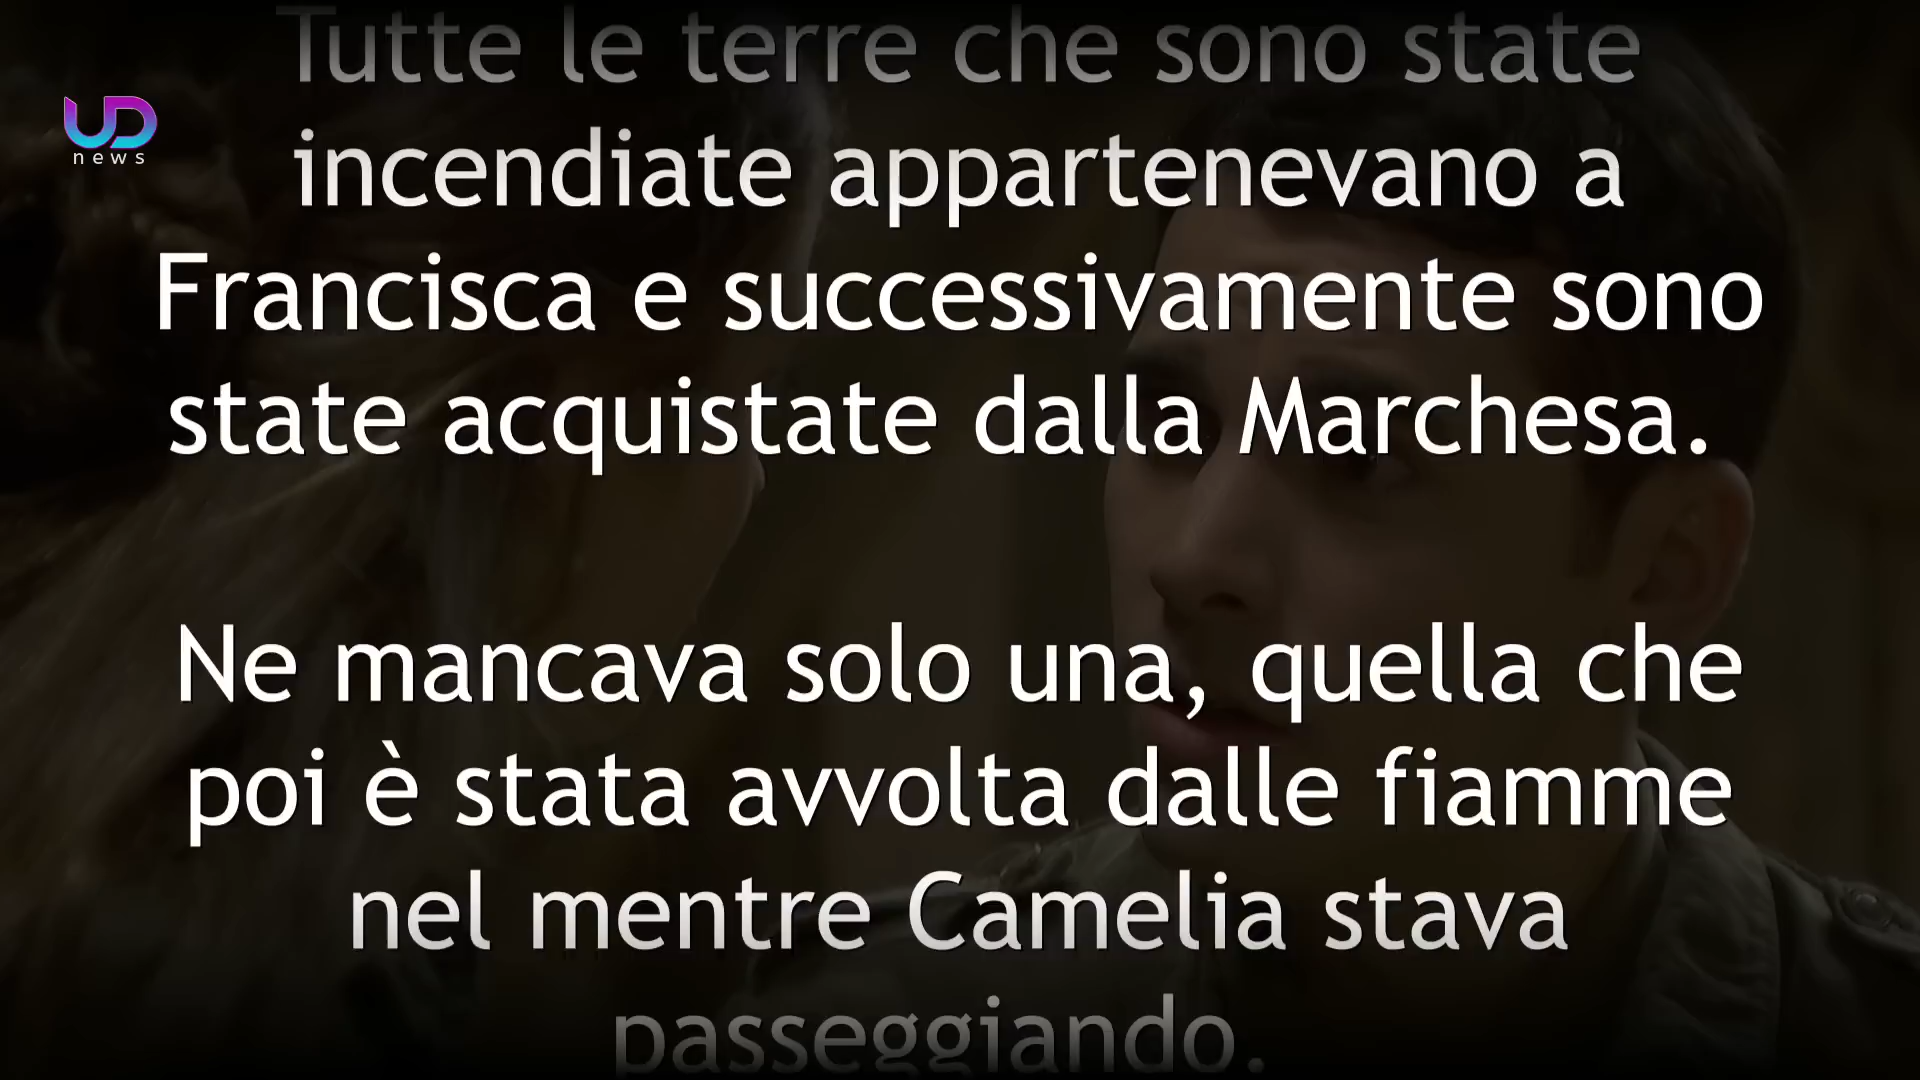 Tutte le terre che sono state
UD
news
incendiate appartenevano a
Francisca e successivamente sono
state acquistate dalla Marchesa.
Ne mancava solo una, quella che
poi è stata avvolta dalle fiamme
nel mentre Camelia stava
passeggiando.